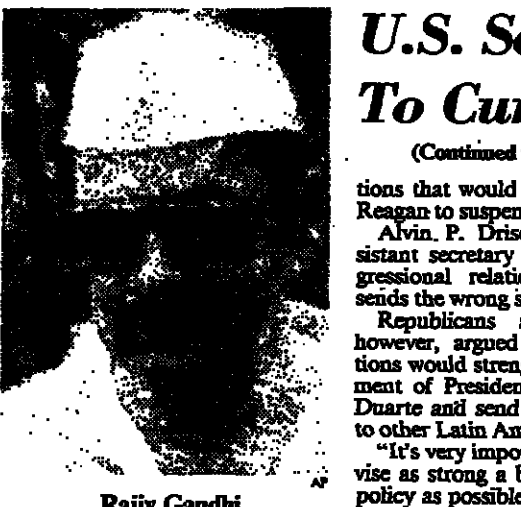 AP
Rajiv Gandhi
U.S. Se
To Cur
(Continued
tions that would
Reagan to suspen
Alvin P. Drisc
sistant secretary
gressional relatio
sends the wrong s
Republicans a
however, argued
tions would streng
ment of Presiden
Duarte and send
to other Latin Am
"It's very impor
vise as strong a b
policy as possible